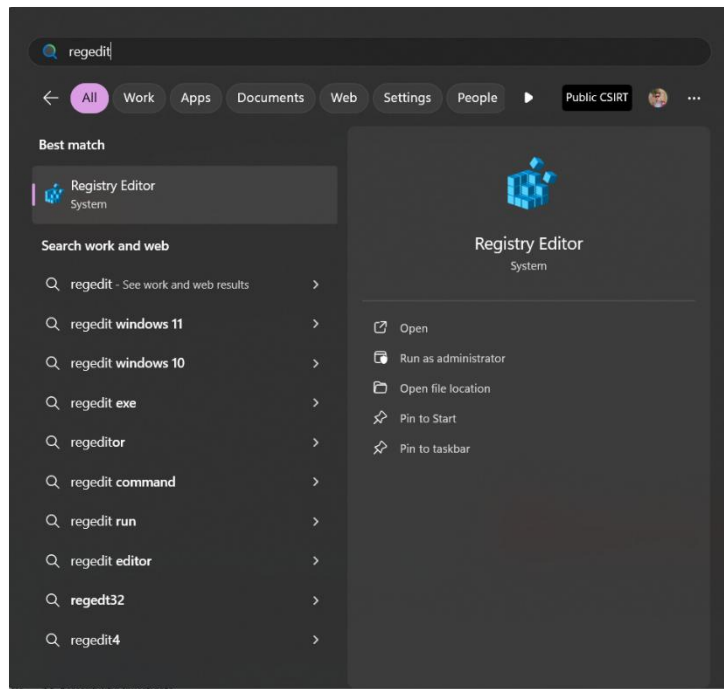 regedit
All Work Apps Documents Web Settings People Public CSIRT
Best match
Registry Editor
System
Search work and web
regedit - See work and web results
regedit windows 11
regedit windows 10
regedit exe
regeditor
regedit command
regedit run
regedit editor
regedt32
regedit4
Registry Editor
System
Open
Run as administrator
Open file location
Pin to Start
Pin to taskbar